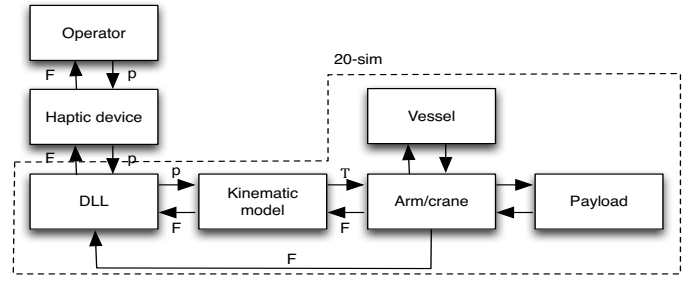 Operator
F p
20-sim
Haptic device
Vessel
F p
p T
DLL
Kinematic
model
Arm/crane
Payload
F F
F